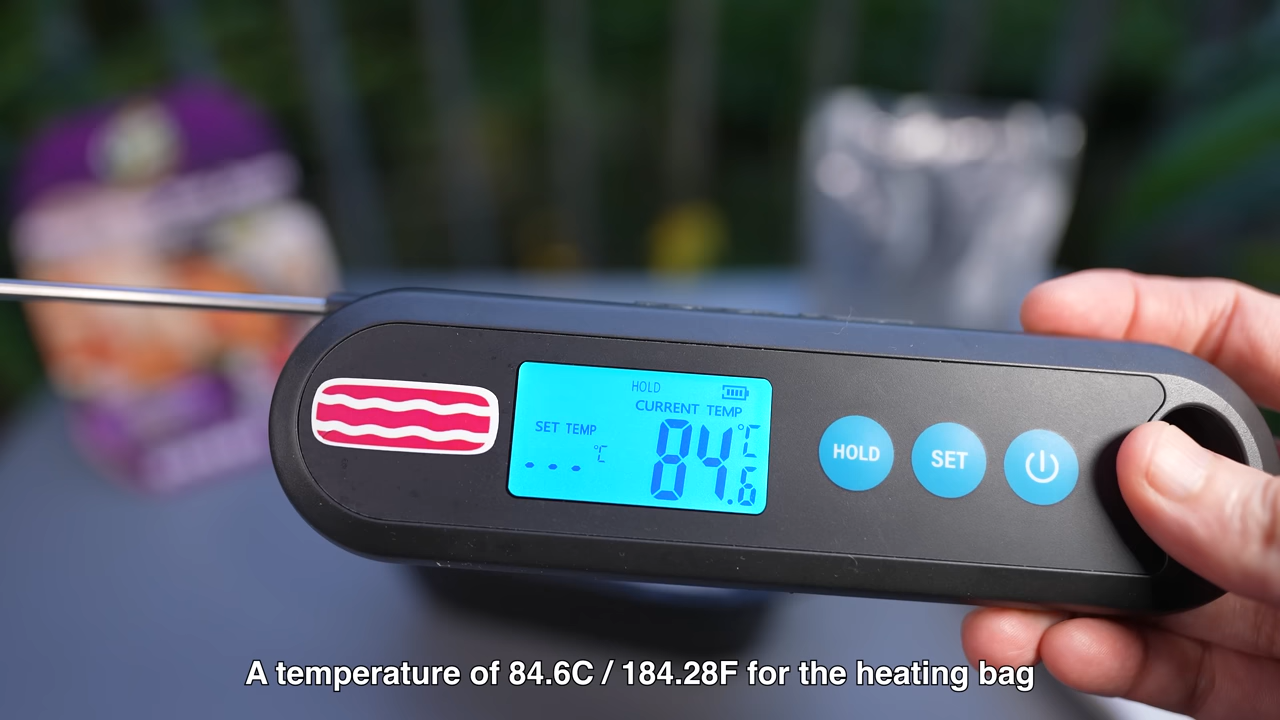 HOLD
CURRENT TEMP
SET TEMP
84.6 °C
--- °C
HOLD
SET
A temperature of 84.6C / 184.28F for the heating bag